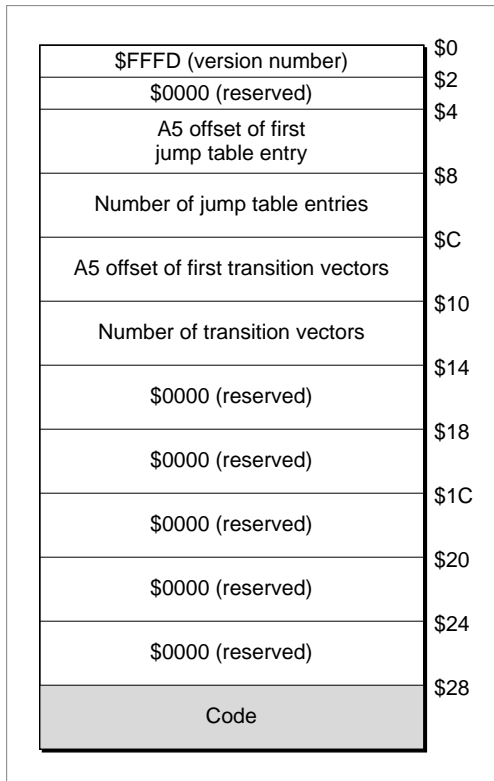 $0
$FFFD (version number)
$2
$0000 (reserved)
$4
A5 offset of first
jump table entry
$8
Number of jump table entries
$C
A5 offset of first transition vectors
$10
Number of transition vectors
$14
$0000 (reserved)
$18
$0000 (reserved)
$1C
$0000 (reserved)
$20
$0000 (reserved)
$24
$0000 (reserved)
$28
Code